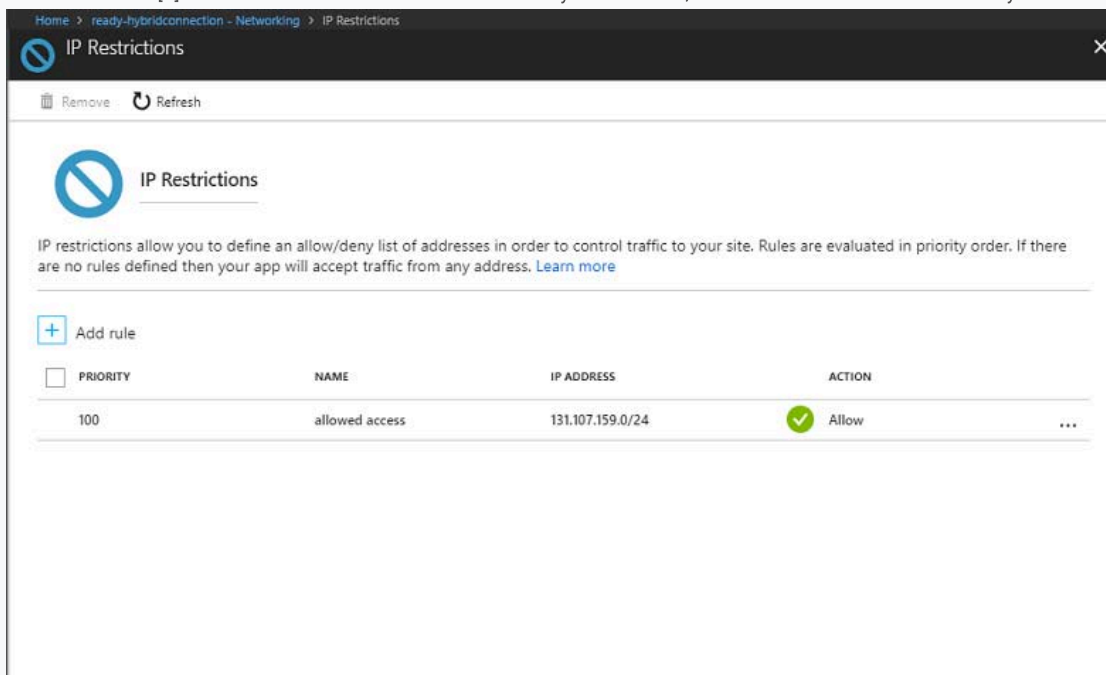 Home > ready-hybridconnection - Networking > IP Restrictions
IP Restrictions
Remove Refresh
IP Restrictions
IP restrictions allow you to define an allow/deny list of addresses in order to control traffic to your site. Rules are evaluated in priority order. If there
are no rules defined then your app will accept traffic from any address. Learn more
Add rule
PRIORITY NAME IP ADDRESS ACTION
100 allowed access 131.107.159.0/24 Allow ...